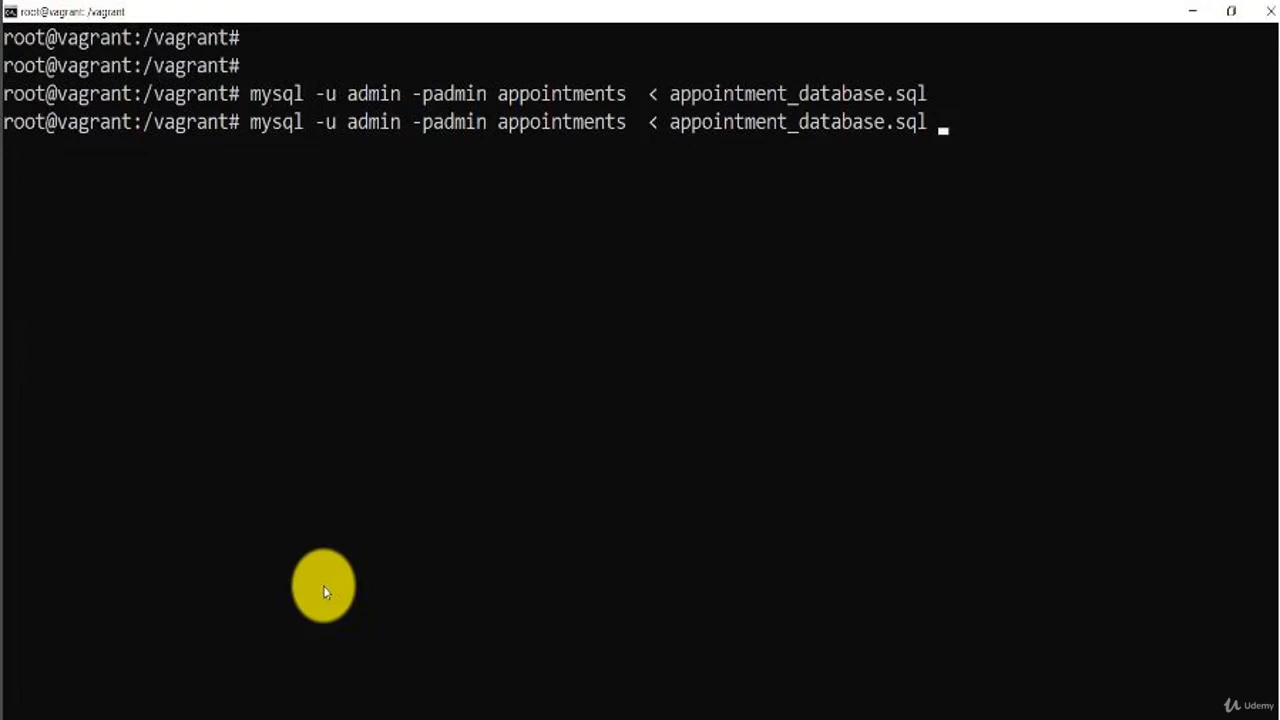 root@vagrant: /vagrant
root@vagrant:/vagrant#
root@vagrant:/vagrant#
root@vagrant:/vagrant# mysql -u admin -padmin appointments  < appointment_database.sql
root@vagrant:/vagrant# mysql -u admin -padmin appointments  < appointment_database.sql
Udemy